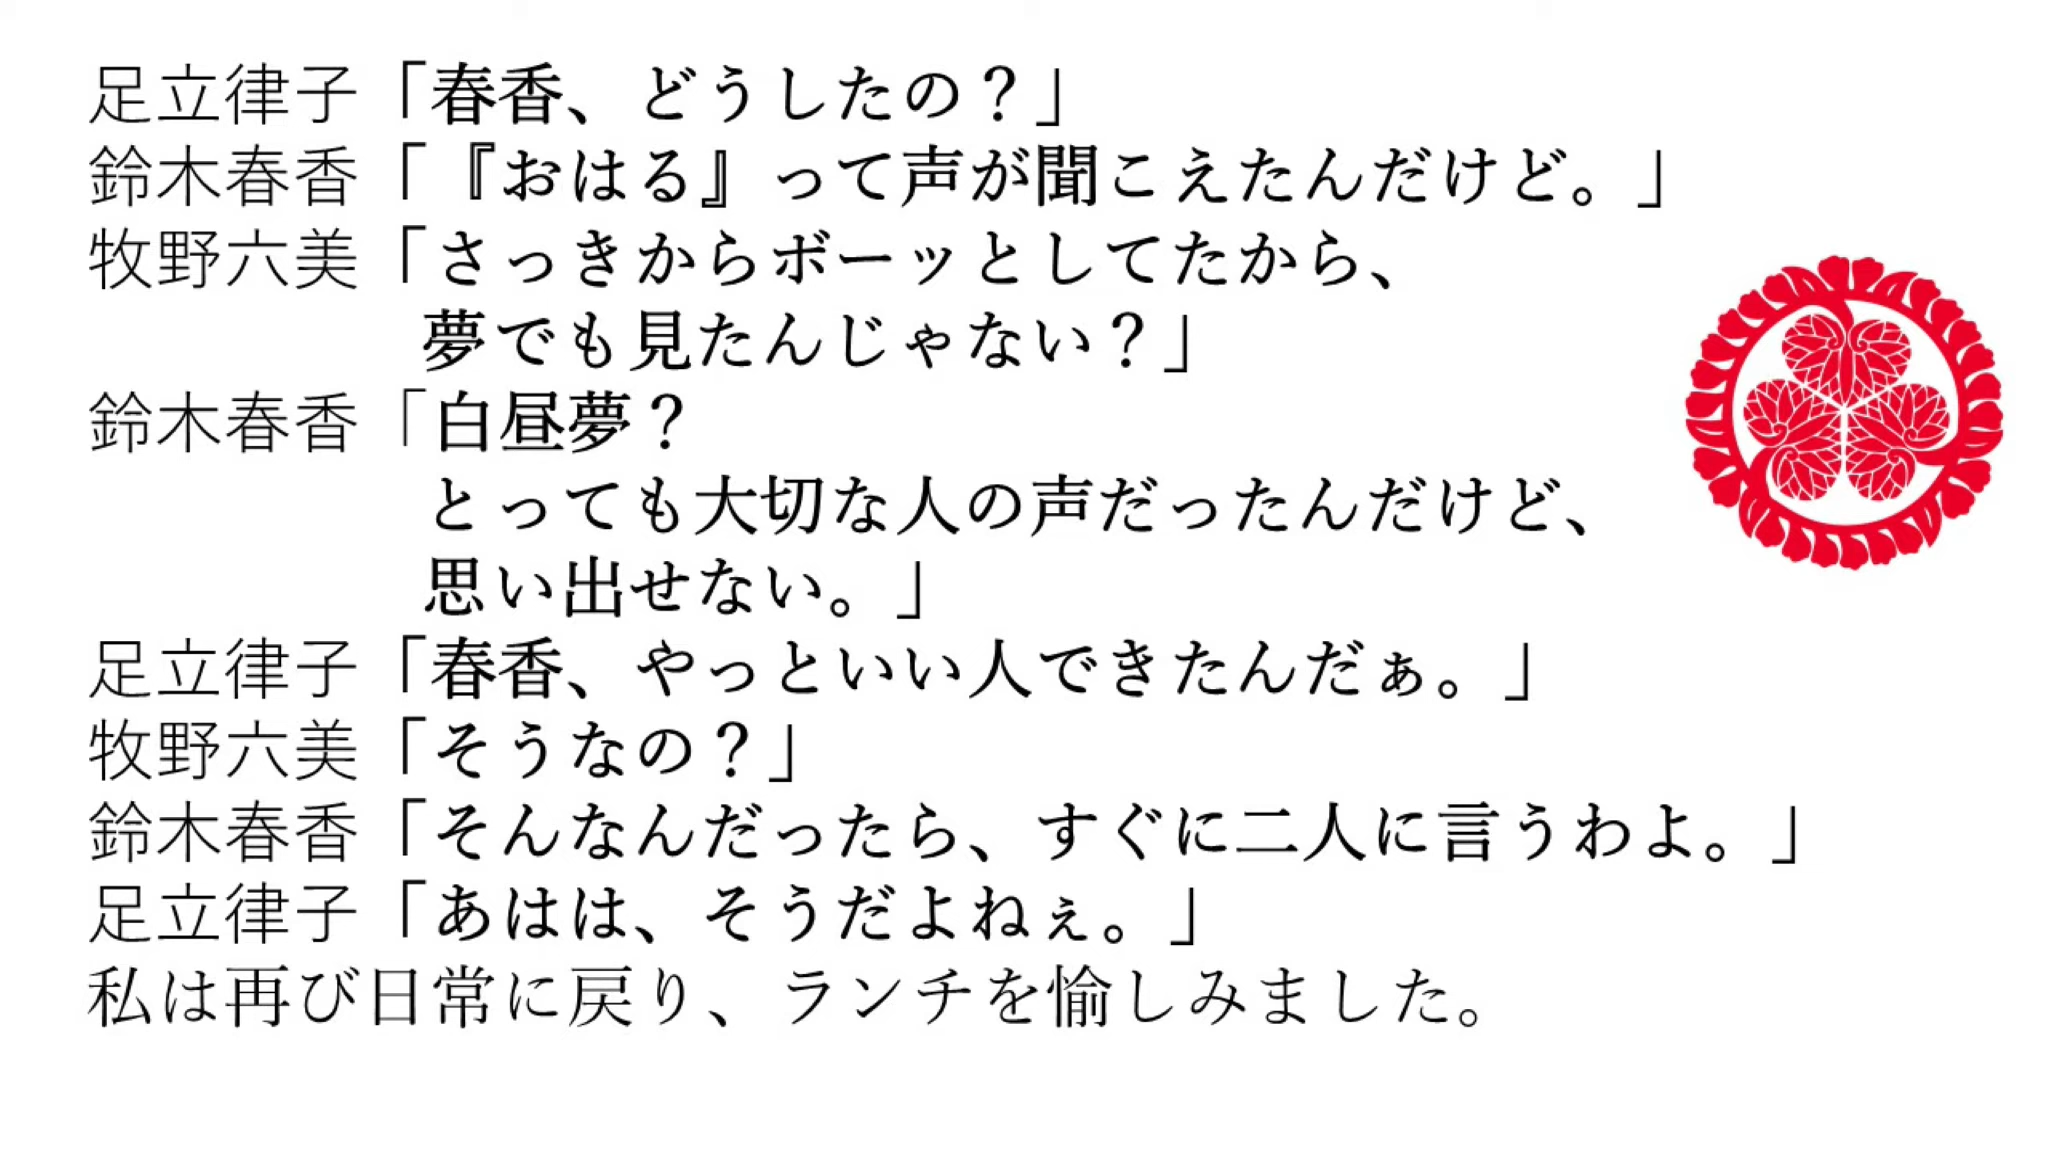 足立律子「春香、どうしたの？」
鈴木春香「『おはる』って声が聞こえたんだけど。」
牧野六美「さっきからボーッとしてたから、
夢でも見たんじゃない？」
鈴木春香「白昼夢？
とっても大切な人の声だったんだけど、
思い出せない。」
足立律子「春香、やっといい人できたんだぁ。」
牧野六美「そうなの？」
鈴木春香「そんなんだったら、すぐに二人に言うわよ。」
足立律子「あはは、そうだよねぇ。」
私は再び日常に戻り、ランチを愉しみました。